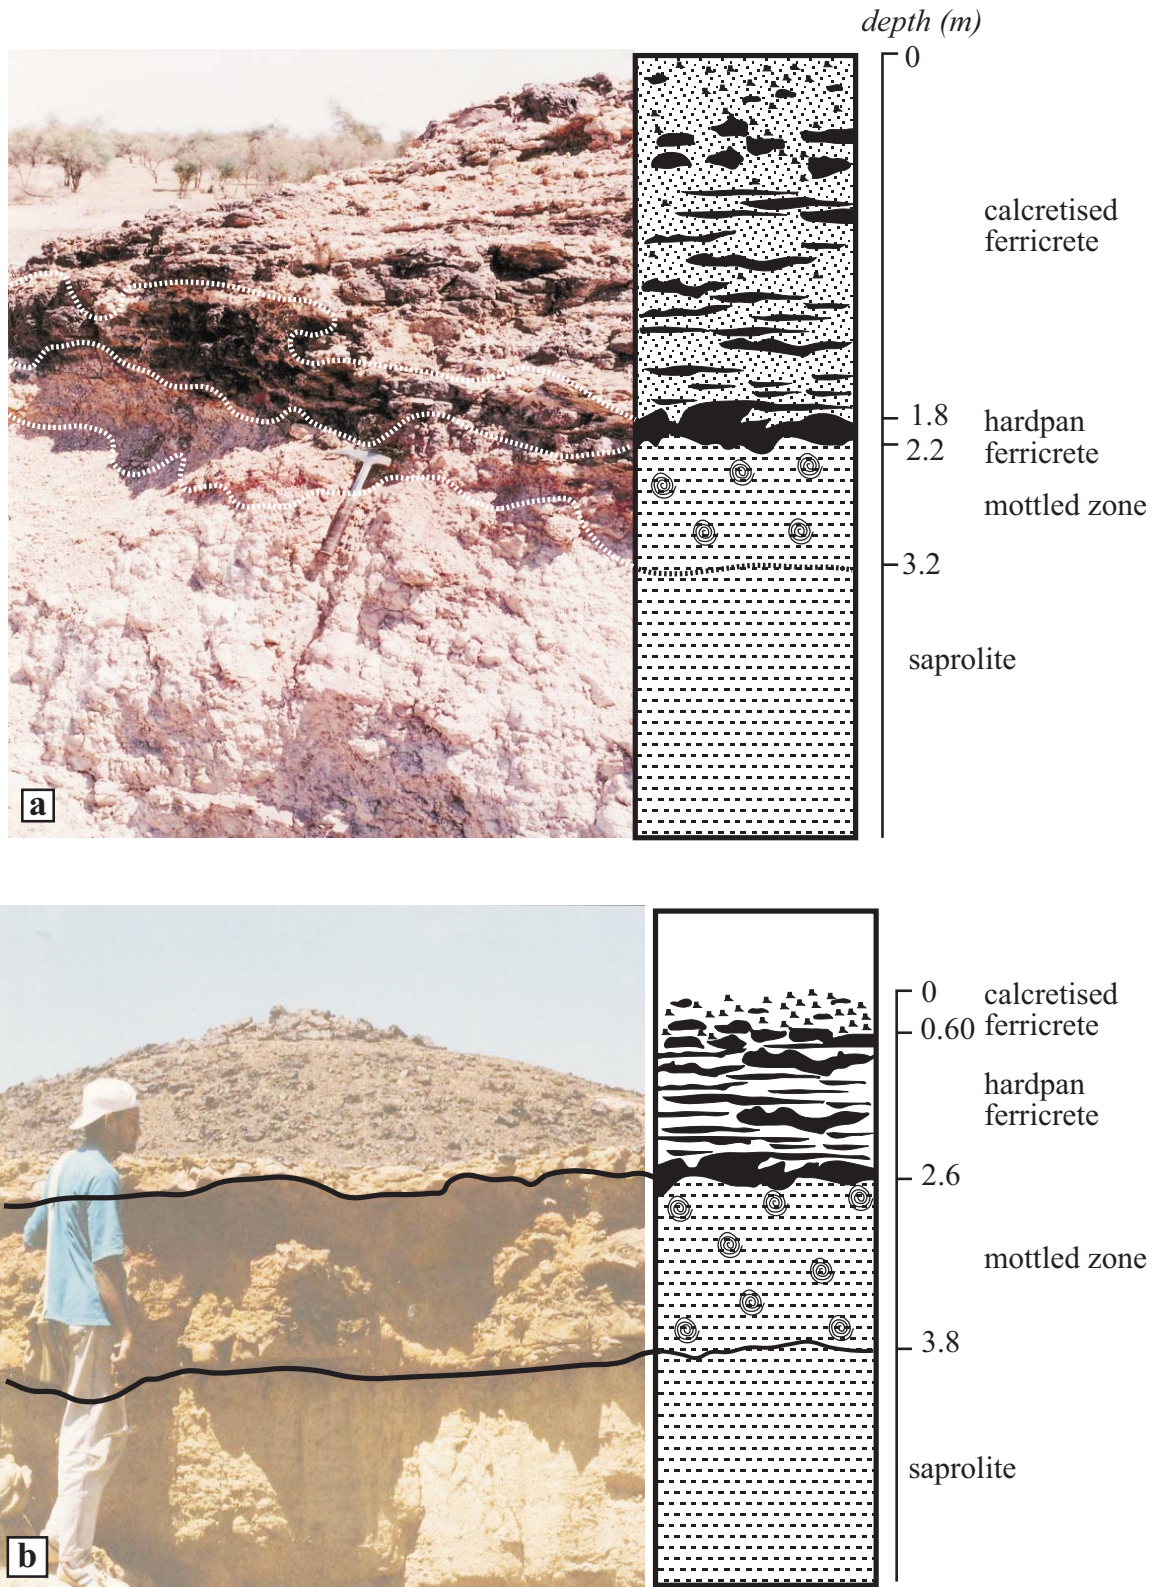 depth (m)
0
calcretised
ferricrete
1.8
hardpan
2.2
ferricrete
mottled zone
3.2
saprolite
a
0
calcretised
0.60
ferricrete
hardpan
ferricrete
2.6
mottled zone
3.8
saprolite
b